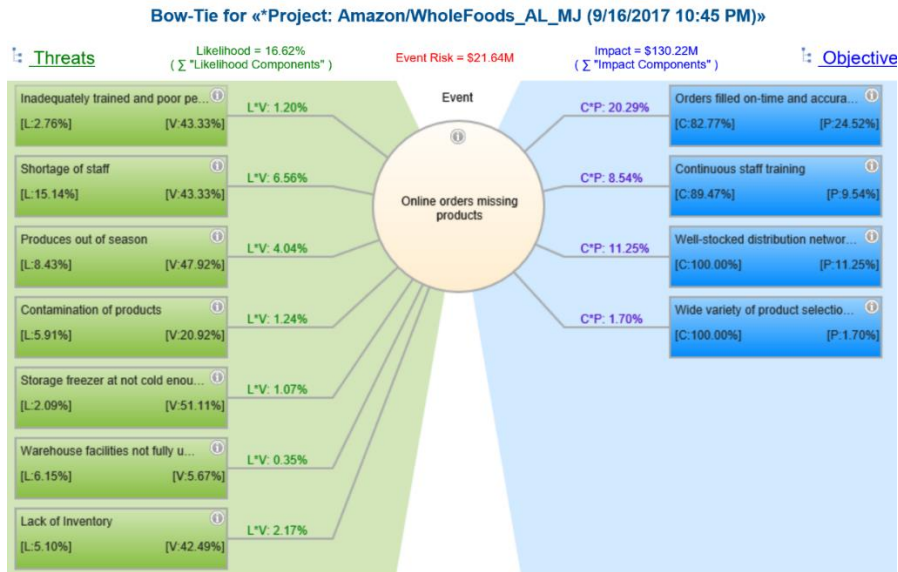 Bow-Tie for «*Project: Amazon/WholeFoods_AL_MJ (9/16/2017 10:45 PM)»
Threats
Likelihood = 16.62%
( ∑ "Likelihood Components" )
Event Risk = $21.64M
Impact = $130.22M
( ∑ "Impact Components" )
Objective
Inadequately trained and poor pe...
[L:2.76%] [V:43.33%]
L*V: 1.20%
Shortage of staff
[L:15.14%] [V:43.33%]
L*V: 6.56%
Produces out of season
[L:8.43%] [V:47.92%]
L*V: 4.04%
Contamination of products
[L:5.91%] [V:20.92%]
L*V: 1.24%
Storage freezer at not cold enou...
[L:2.09%] [V:51.11%]
L*V: 1.07%
Warehouse facilities not fully u...
[L:6.15%] [V:5.67%]
L*V: 0.35%
Lack of Inventory
[L:5.10%] [V:42.49%]
L*V: 2.17%
Event
Online orders missing
products
C*P: 20.29%
Orders filled on-time and accura...
[C:82.77%] [P:24.52%]
C*P: 8.54%
Continuous staff training
[C:89.47%] [P:9.54%]
C*P: 11.25%
Well-stocked distribution networ...
[C:100.00%] [P:11.25%]
C*P: 1.70%
Wide variety of product selectio...
[C:100.00%] [P:1.70%]